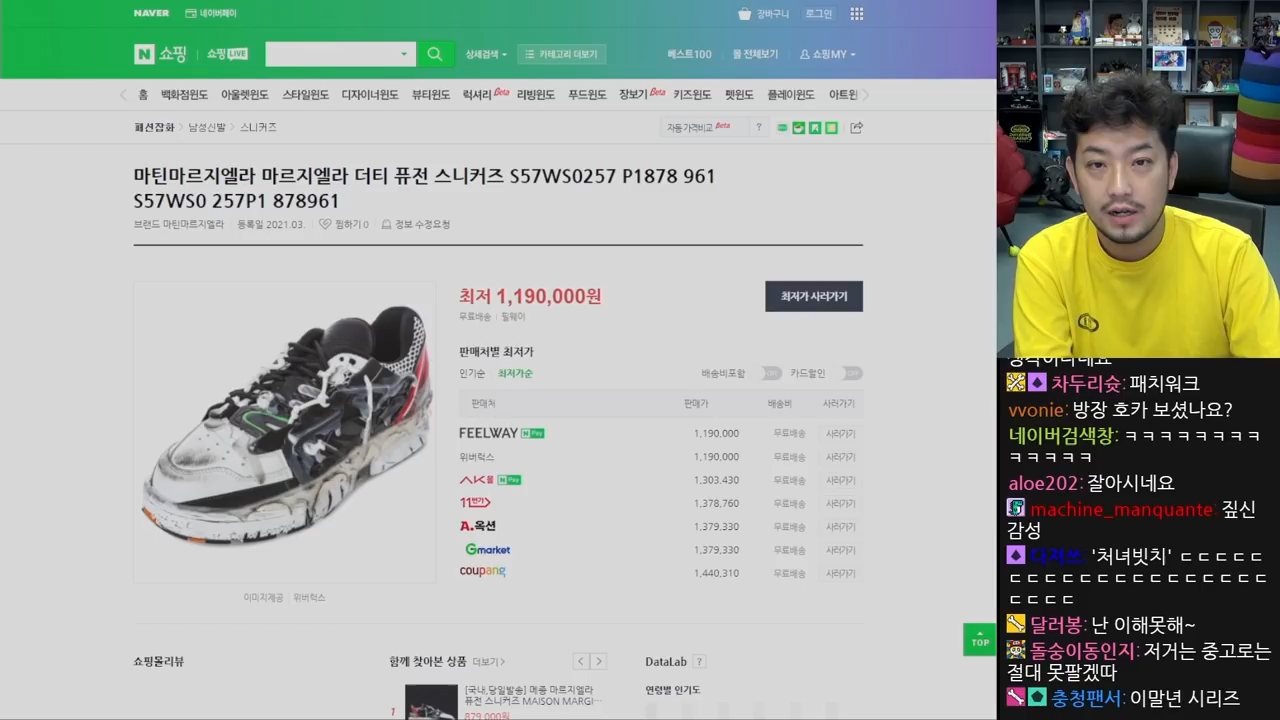 NAVER 네이버페이 장바구니 로그인
N 쇼핑 쇼핑LIVE 상세검색 카테고리 더보기 베스트100 몰 전체보기 쇼핑MY
홈 백화점윈도 아울렛윈도 스타일윈도 디자이너윈도 뷰티윈도 럭셔리Beta 리빙윈도 푸드윈도 장보기Beta 키즈윈도 펫윈도 플레이윈도 아트윈
패션잡화 > 남성신발 > 스니커즈 자동가격비교 Beta ?
마틴마르지엘라 마르지엘라 더티 퓨전 스니커즈 S57WS0257 P1878 961
S57WS0 257P1 878961
브랜드 마틴마르지엘라 등록일 2021.03. 찜하기 0 정보 수정요청
최저 1,190,000원 최저가 사러가기
무료배송 필웨이
판매처별 최저가
인기순 최저가순 배송비포함 OFF 카드할인 OFF
판매처 판매가 배송비 사러가기
FEELWAY N Pay 1,190,000 무료배송 사러가기
위버럭스 1,190,000 무료배송 사러가기
AK몰 N Pay 1,303,430 무료배송 사러가기
11번가 1,378,760 무료배송 사러가기
A.옥션 1,379,330 무료배송 사러가기
Gmarket 1,379,330 무료배송 사러가기
coupang 1,440,310 무료배송 사러가기
이미지제공 위버럭스
TOP
쇼핑몰리뷰 함께 찾아본 상품 더보기 > < > DataLab ?
1 [국내,당일발송] 메종 마르지엘라
퓨전 스니커즈 MAISON MARGI...
879,000원
연령별 인기도
차두리슛: 패치워크
vvonie: 방장 호카 보셨나요?
네이버검색창: ㅋㅋㅋㅋㅋㅋㅋㅋ
ㅋㅋㅋㅋㅋ
aloe202: 잘아시네요
machine_manquante: 짚신
감성
다져쓰: '처녀빗치' ㄷㄷㄷㄷㄷ
ㄷㄷㄷㄷㄷㄷㄷㄷㄷㄷㄷㄷㄷㄷㄷ
ㄷㄷㄷㄷ
달러봉: 난 이해못해~
돌숭이동인지: 저거는 중고로는
절대 못팔겠따
충청팬서: 이말년 시리즈